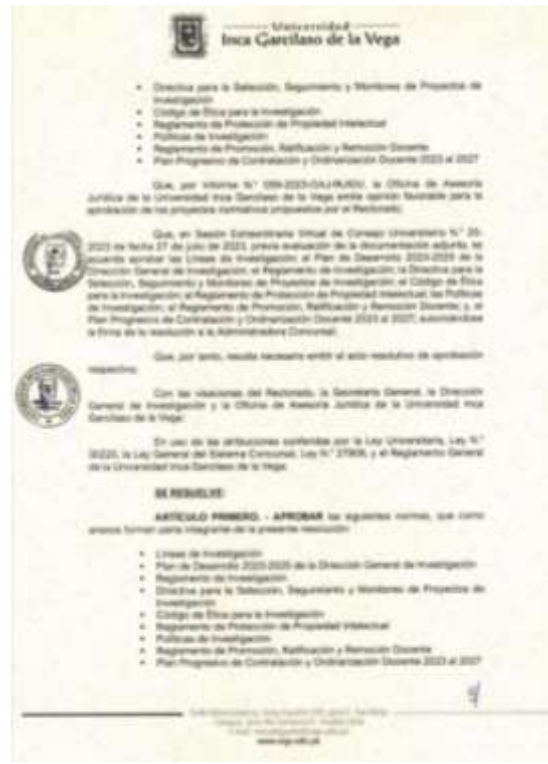 Universidad
Inca Garcilaso de la Vega
• Directiva para la Selección, Seguimiento y Monitoreo de Proyectos de
Investigación
• Código de Ética para la Investigación
• Reglamento de Protección de Propiedad Intelectual
• Políticas de Investigación
• Reglamento de Promoción, Ratificación y Remoción Docente
• Plan Progresivo de Contratación y Ordinarización Docente 2023 al 2027
Que, por Informe N° la Oficina de Asesoría
Jurídica de la Universidad Inca Garcilaso de la Vega emite opinión favorable para la
aprobación de los proyectos normativos propuestos por el Rectorado;
Que, en Sesión Extraordinaria Virtual de Consejo Universitario N.°
2023 de fecha 27 de julio de 2023, previa evaluación de la documentación adjunta, se
acuerda aprobar las Líneas de Investigación; el Plan de Desarrollo 2023-2025 de la
Dirección General de Investigación; el Reglamento de Investigación; la Directiva para la
Selección, Seguimiento y Monitoreo de Proyectos de Investigación; el Código de Ética
para la Investigación; el Reglamento de Protección de Propiedad Intelectual; las Políticas
de Investigación; el Reglamento de Promoción, Ratificación y Remoción Docente; y, el
Plan Progresivo de Contratación y Ordinarización Docente 2023 al 2027; autorizándose
la firma de la resolución a la Administradora Concursal;
Que, por tanto, resulta necesario emitir el acto resolutivo de aprobación
respectivo;
Con las visaciones del Rectorado, la Secretaría General, la Dirección
General de Investigación y la Oficina de Asesoría Jurídica de la Universidad Inca
Garcilaso de la Vega;
En uso de las atribuciones conferidas por la Ley Universitaria, Ley N.°
30220, la Ley General del Sistema Concursal, Ley N.° 27809, y el Reglamento General
de la Universidad Inca Garcilaso de la Vega;
SE RESUELVE:
ARTÍCULO PRIMERO. - APROBAR las siguientes normas, que como
anexos forman parte integrante de la presente resolución:
• Líneas de Investigación
• Plan de Desarrollo 2023-2025 de la Dirección General de Investigación
• Reglamento de Investigación
• Directiva para la Selección, Seguimiento y Monitoreo de Proyectos de
Investigación
• Código de Ética para la Investigación
• Reglamento de Protección de Propiedad Intelectual
• Políticas de Investigación
• Reglamento de Promoción, Ratificación y Remoción Docente
• Plan Progresivo de Contratación y Ordinarización Docente 2023 al 2027